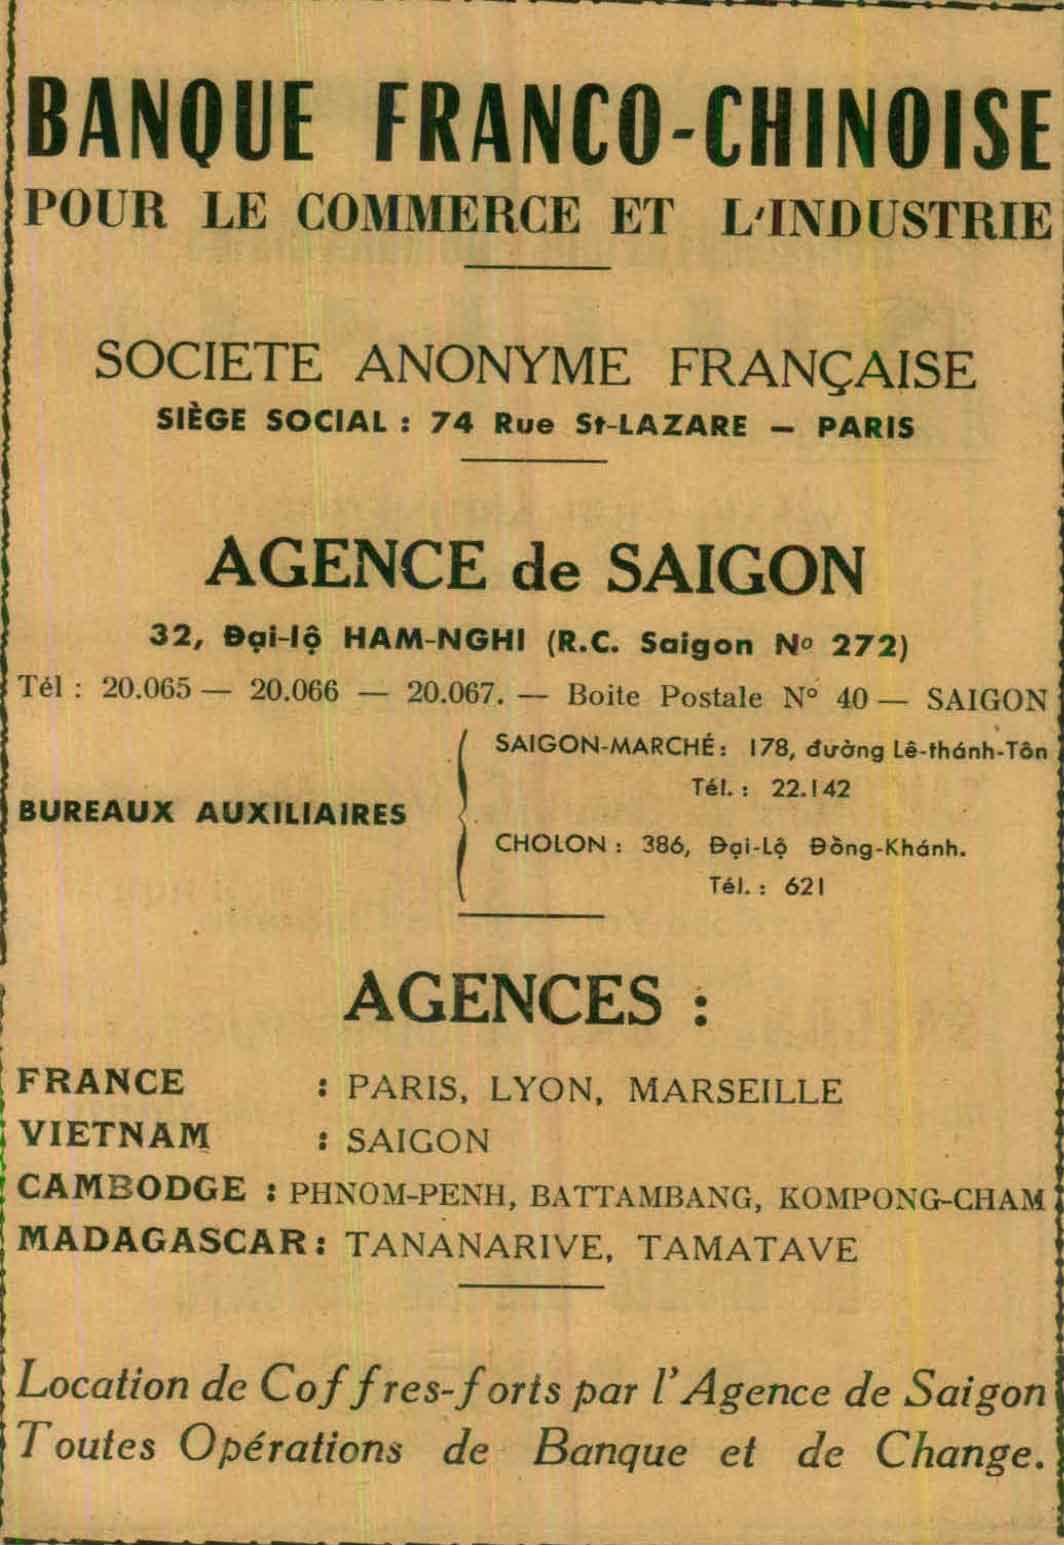 BANQUE FRANCO-CHINOISE
POUR LE COMMERCE ET L'INDUSTRIE
SOCIETE ANONYME FRANÇAISE
SIÈGE SOCIAL : 74 Rue St-LAZARE — PARIS
AGENCE de SAIGON
32, Đại-lộ HAM-NGHI (R.C. Saigon Nº 272)
Tél : 20.065 — 20.066 — 20.067. — Boite Postale N° 40 — SAIGON
BUREAUX AUXILIAIRES
SAIGON-MARCHÉ : 178, đường Lê-thánh-Tôn
Tél. : 22.142
CHOLON : 386, Đại-Lộ Đồng-Khánh.
Tél. : 621
AGENCES :
FRANCE : PARIS, LYON, MARSEILLE
VIETNAM : SAIGON
CAMBODGE : PHNOM-PENH, BATTAMBANG, KOMPONG-CHAM
MADAGASCAR : TANANARIVE, TAMATAVE
Location de Coffres-forts par l'Agence de Saigon
Toutes Opérations de Banque et de Change.